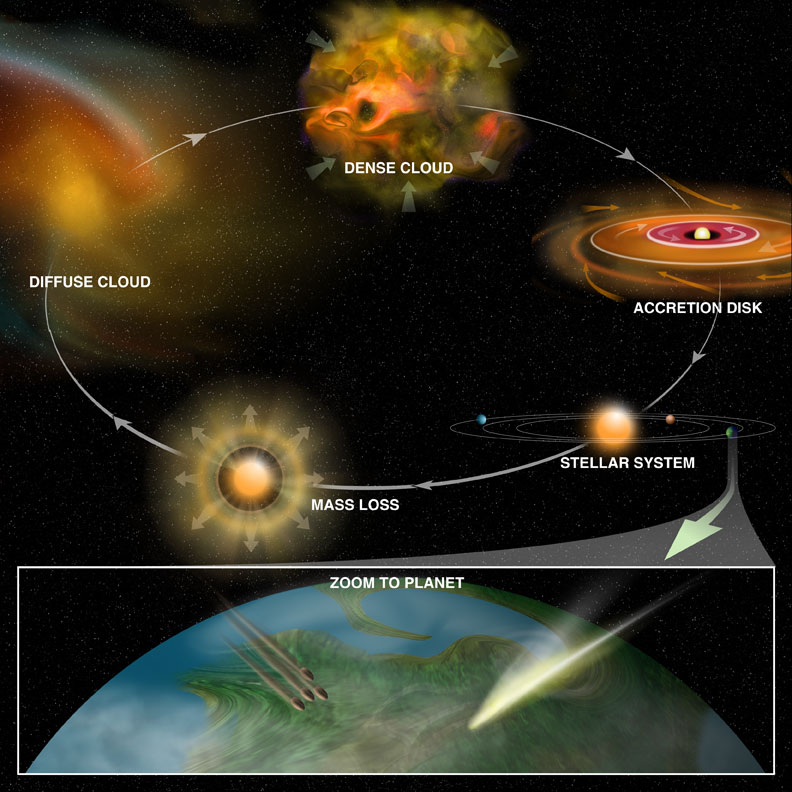 DENSE CLOUD
DIFFUSE CLOUD
ACCRETION DISK
STELLAR SYSTEM
MASS LOSS
ZOOM TO PLANET